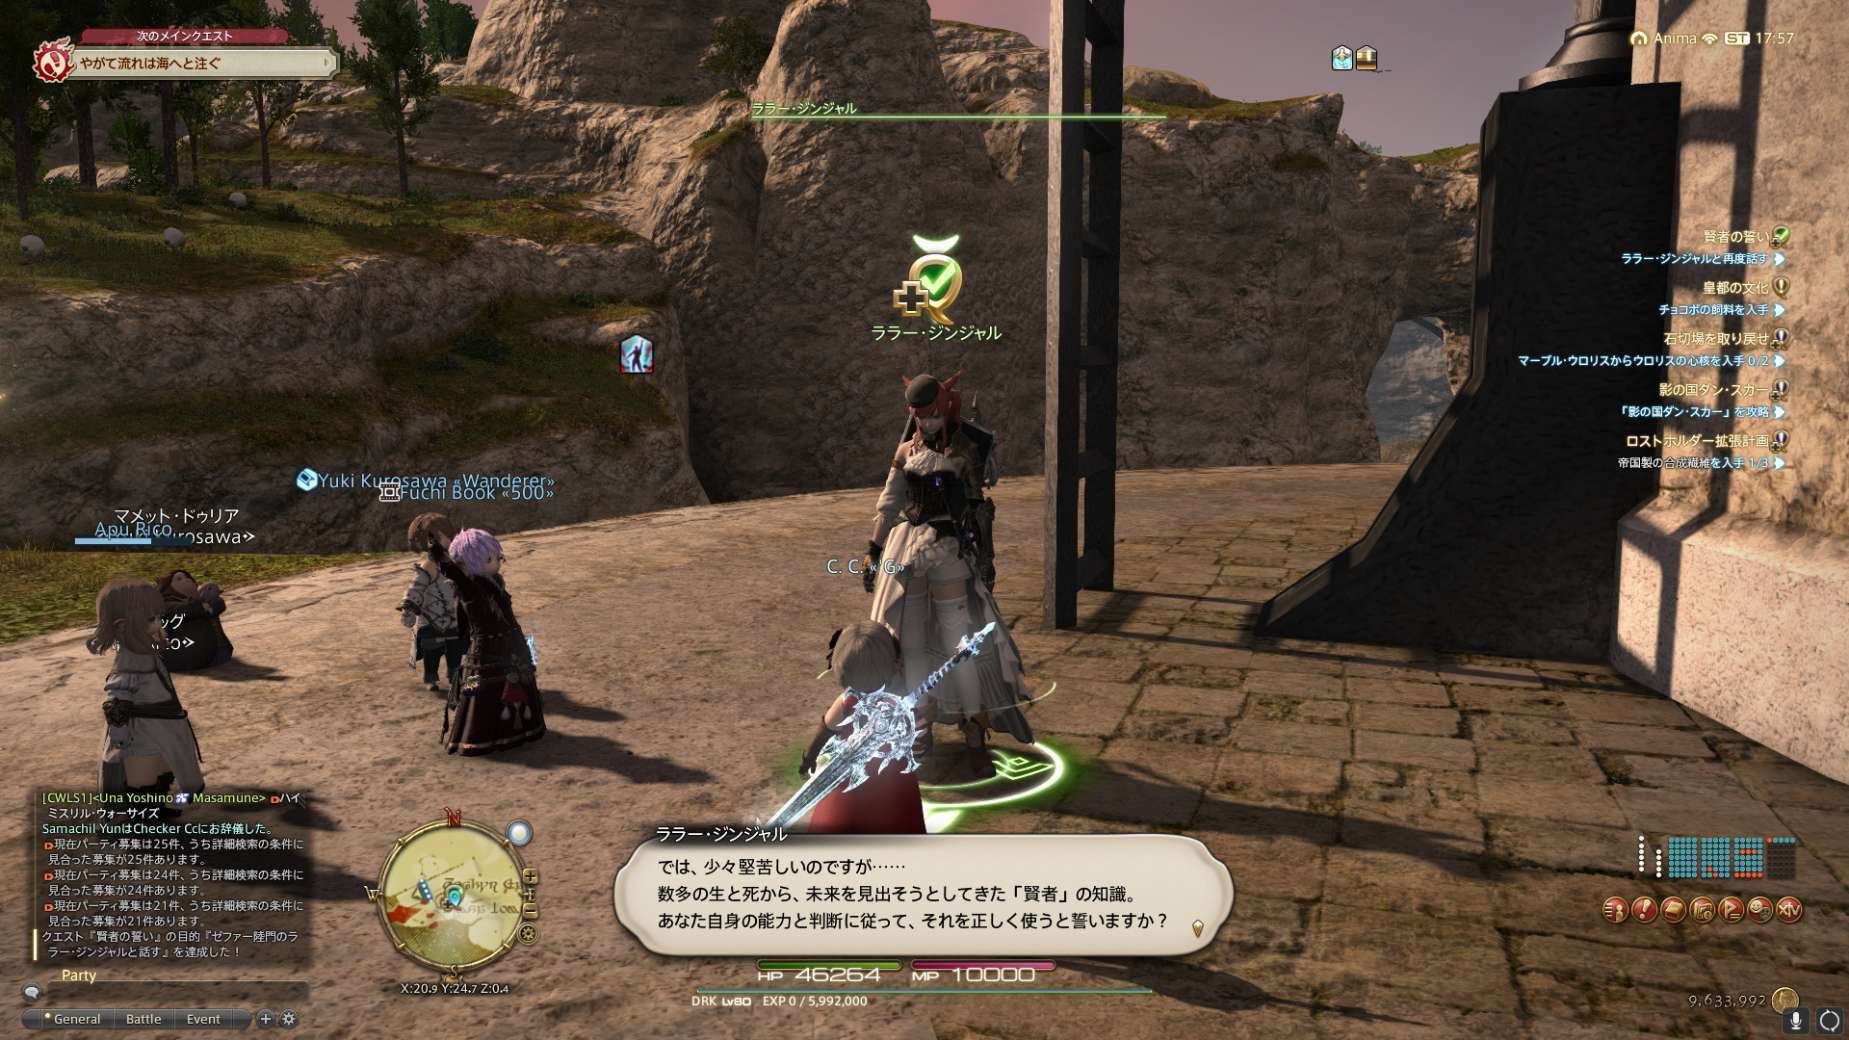 次のメインクエスト
やがて流れは海へと注ぐ
Anima ST 17:57
ララー・ジンジャル
賢者の誓い
ララー・ジンジャルと再度話す
皇都の文化
チョコボの飼料を入手
石切場を取り戻せ
マーブル・ウロリスからウロリスの心核を入手 0/2
影の国ダン・スカー
「影の国ダン・スカー」を攻略
ロストホルダー拡張計画
帝国製の合成繊維を入手 1/3
ララー・ジンジャル
Yuki Kurosawa «Wanderer»
Fuchi Book «500»
マメット・ドゥリア
Apu Rico
C. C.
[CWLS1]<Una Yoshino Masamune> ハイ
ミスリル・ウォーサイズ
Samachil YunlはChecker Ccにお辞儀した。
現在パーティ募集は25件、うち詳細検索の条件に
見合った募集が25件あります。
現在パーティ募集は24件、うち詳細検索の条件に
見合った募集が24件あります。
現在パーティ募集は21件、うち詳細検索の条件に
見合った募集が21件あります。
クエスト『賢者の誓い』の目的『ゼファー陸門のラ
ラー・ジンジャルと話す』を達成した！
Party
General Battle Event
N
W
S
X:20.9 Y:24.7 Z:0.4
ララー・ジンジャル
では、少々堅苦しいのですが……
数多の生と死から、未来を見出そうとしてきた「賢者」の知識。
あなた自身の能力と判断に従って、それを正しく使うと誓いますか？
HP 46264 MP 10000
DRK Lv80 EXP 0 / 5,992,000
XIV
9,633,992